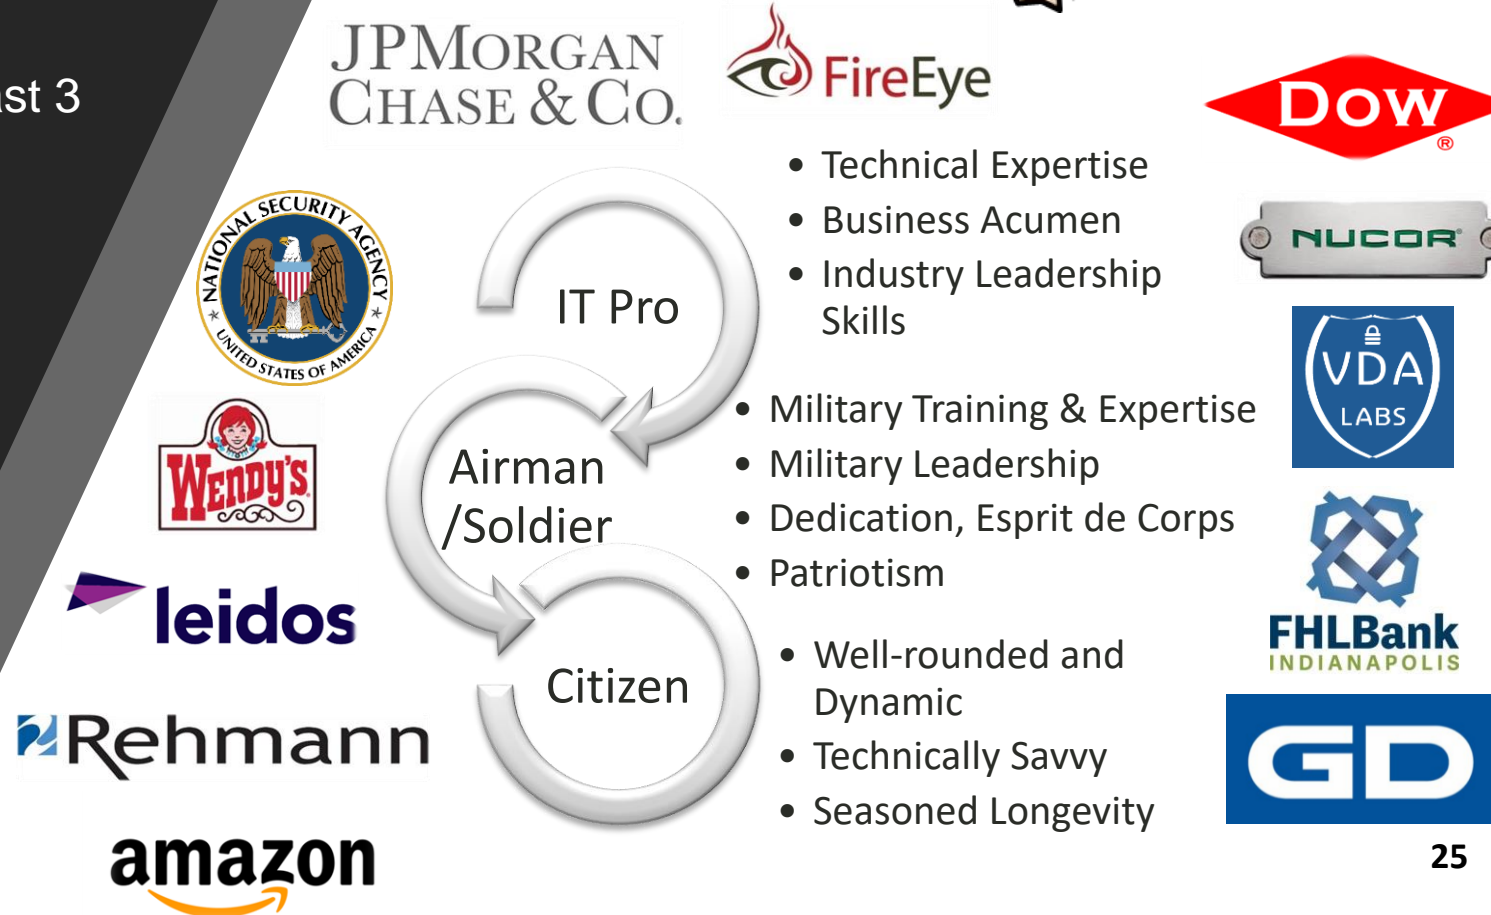 ast 3
JPMORGAN
CHASE & CO.
FireEye
DOW
®
• Technical Expertise
• Business Acumen
• Industry Leadership
Skills
NUCOR®
NATIONAL SECURITY AGENCY
UNITED STATES OF AMERICA
IT Pro
VDA
LABS
• Military Training & Expertise
• Military Leadership
• Dedication, Esprit de Corps
• Patriotism
WENDY'S
Airman
/Soldier
leidos
FHLBank
INDIANAPOLIS
• Well-rounded and
Dynamic
• Technically Savvy
• Seasoned Longevity
Citizen
Rehmann
GD
amazon
25